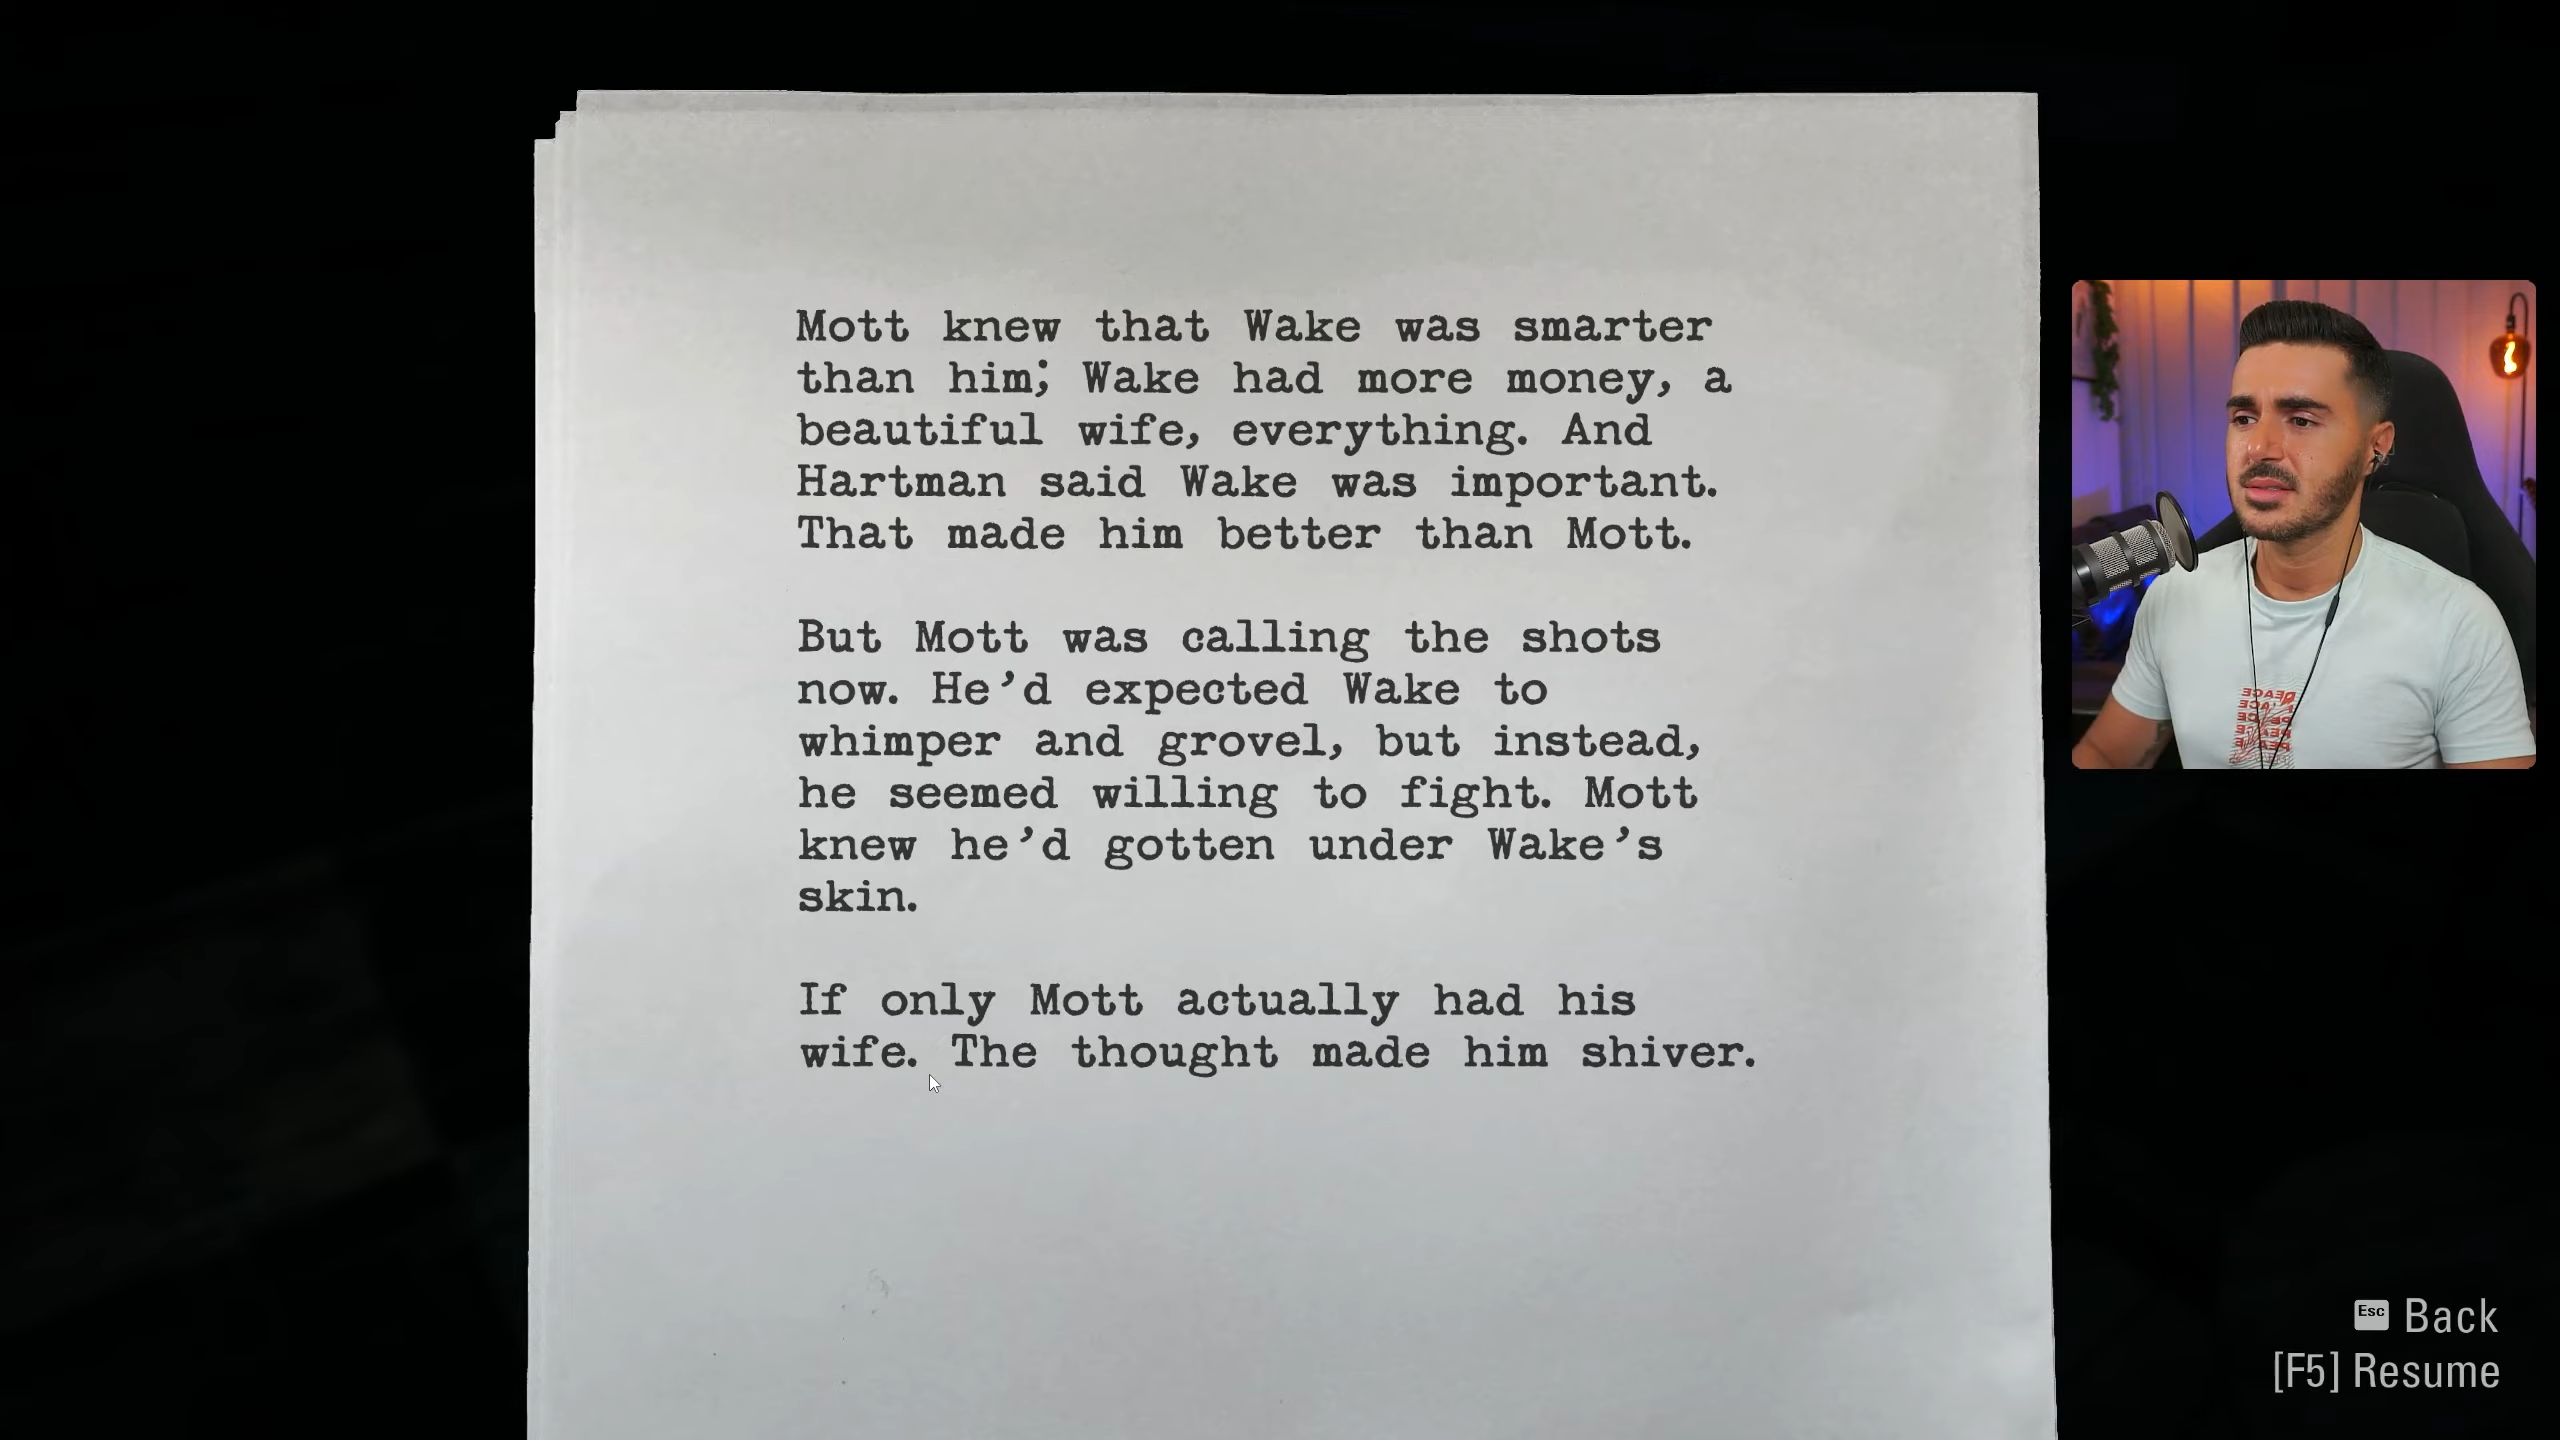 Mott knew that Wake was smarter
than him; Wake had more money, a
beautiful wife, everything. And
Hartman said Wake was important.
That made him better than Mott.
But Mott was calling the shots
now. He’d expected Wake to
whimper and grovel, but instead,
he seemed willing to fight. Mott
knew he’d gotten under Wake’s
skin.
If only Mott actually had his
wife. The thought made him shiver.
Esc Back
[F5] Resume